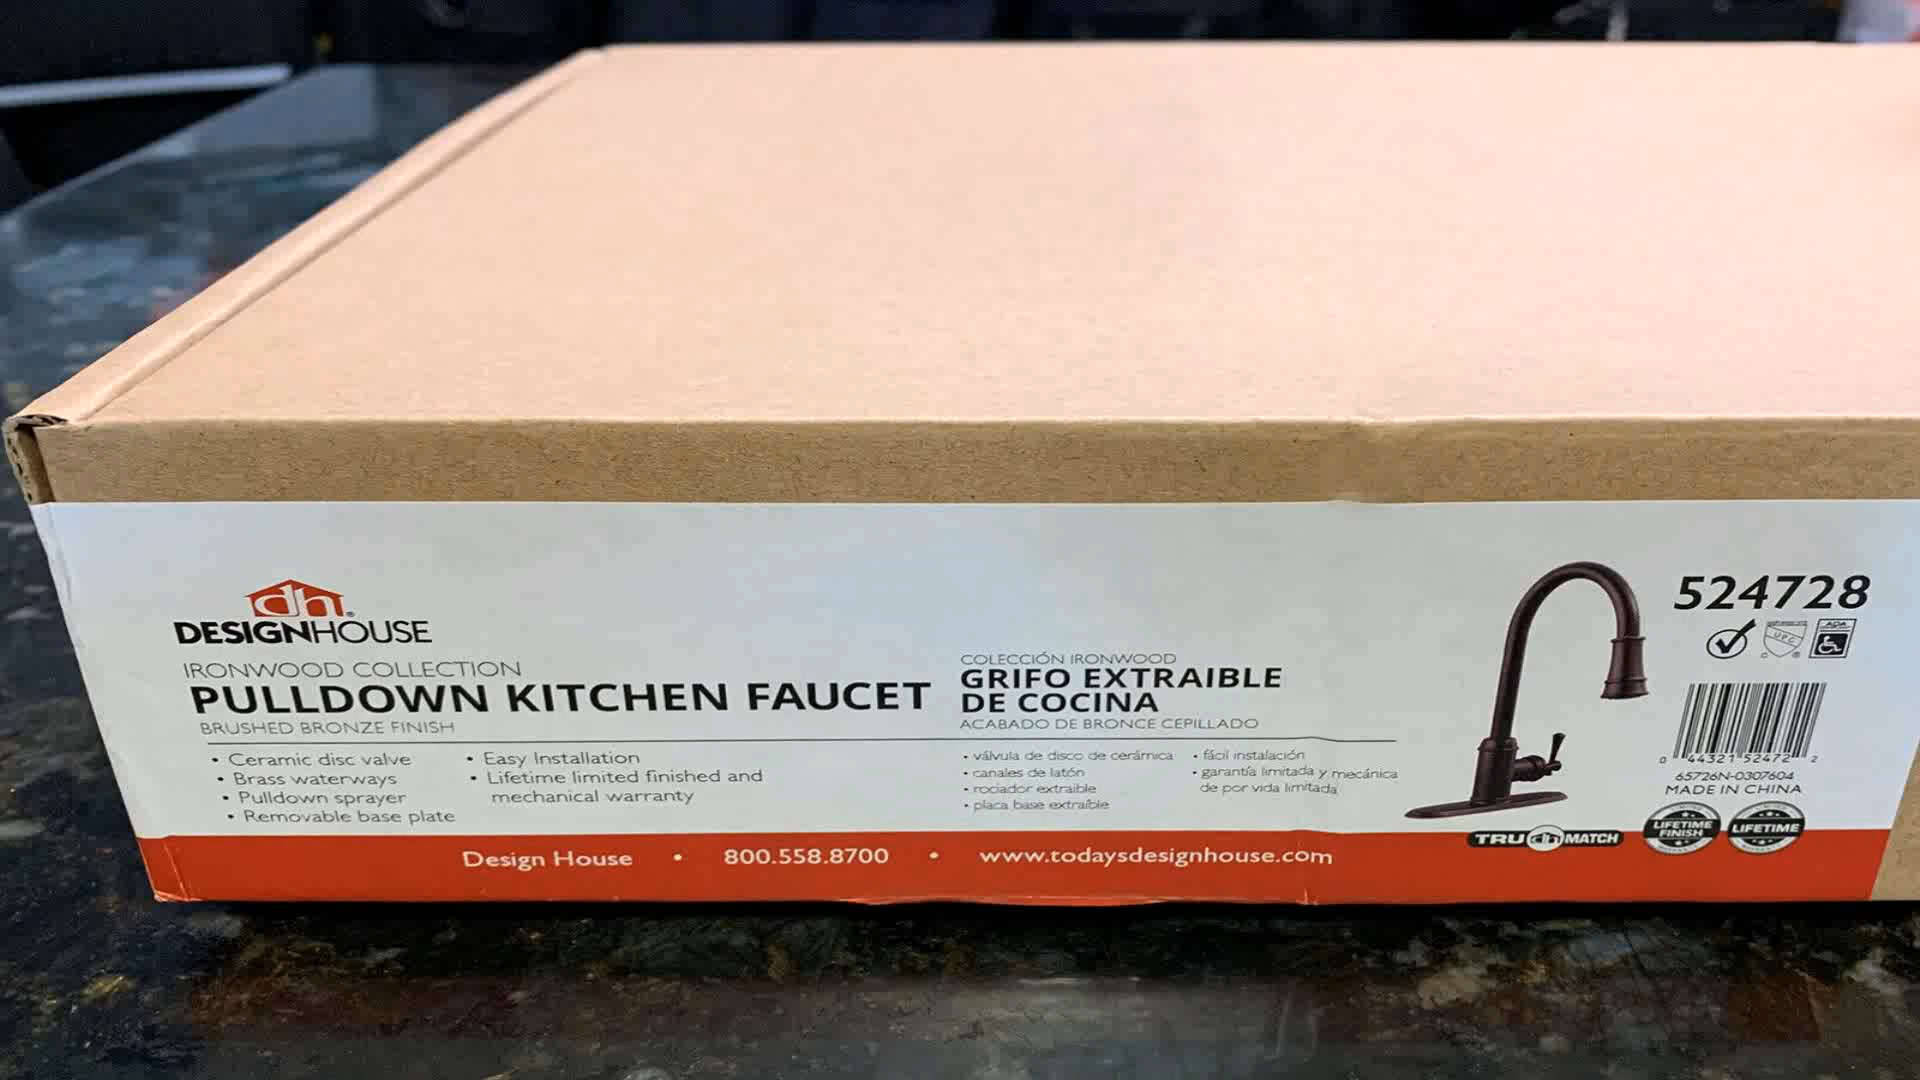 dh®
DESIGNHOUSE
IRONWOOD COLLECTION
PULLDOWN KITCHEN FAUCET
BRUSHED BRONZE FINISH
• Ceramic disc valve
• Brass waterways
• Pulldown sprayer
• Removable base plate
• Easy Installation
• Lifetime limited finished and
mechanical warranty
COLECCIÓN IRONWOOD
GRIFO EXTRAIBLE
DE COCINA
ACABADO DE BRONCE CEPILLADO
• válvula de disco de cerámica
• canales de latón
• rociador extraible
• placa base extraíble
• fácil instalación
• garantía limitada y mecánica
de por vida limitada
524728
UPC
ADA
0 44321 52472 2
65726N-0307604
MADE IN CHINA
TRU dh MATCH
LIFETIME
FINISH
LIFETIME
Design House • 800.558.8700 • www.todaysdesignhouse.com